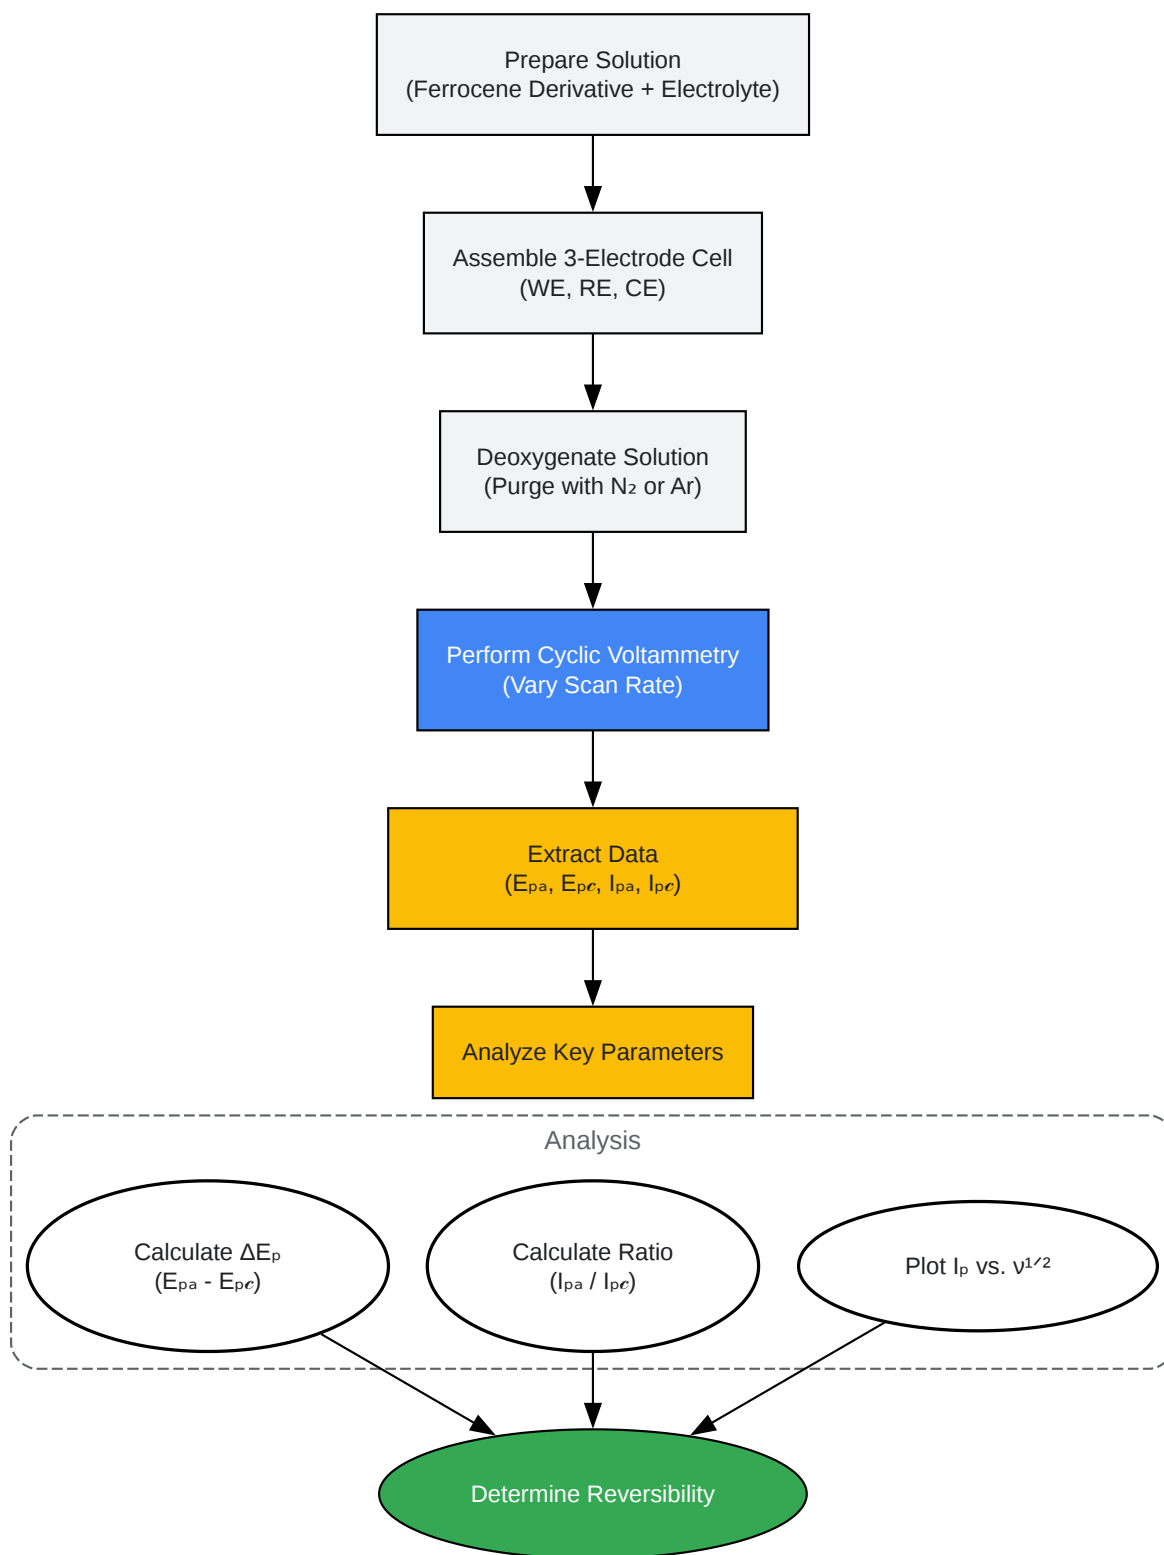 Prepare Solution
(Ferrocene Derivative + Electrolyte)
Assemble 3-Electrode Cell
(WE, RE, CE)
Deoxygenate Solution
(Purge with N₂ or Ar)
Perform Cyclic Voltammetry
(Vary Scan Rate)
Extract Data
(Eₚₐ, Eₚ𝒸, Iₚₐ, Iₚ𝒸)
Analyze Key Parameters
Analysis
Calculate ΔEₚ
(Eₚₐ - Eₚ𝒸)
Calculate Ratio
(Iₚₐ / Iₚ𝒸)
Plot Iₚ vs. ν¹ᐟ²
Determine Reversibility